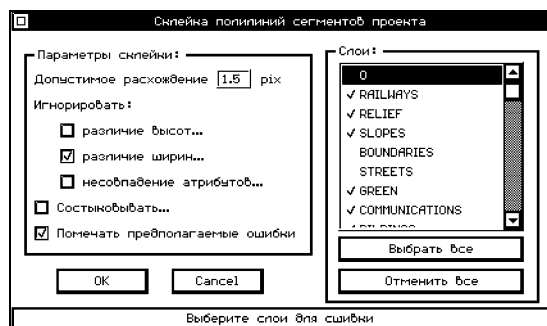 Склейка полилиний сегментов проекта
Параметры склейки:
Допустимое расхождение 1.5 pix
Игнорировать:
различие высот...
различие ширин...
несовпадение атрибутов...
Состыковывать...
Помечать предполагаемые ошибки
OK
Cancel
Слои:
0
RAILWAYS
RELIEF
SLOPES
BOUNDARIES
STREETS
GREEN
COMMUNICATIONS
Выбрать все
Отменить все
Выберите слои для сшивки